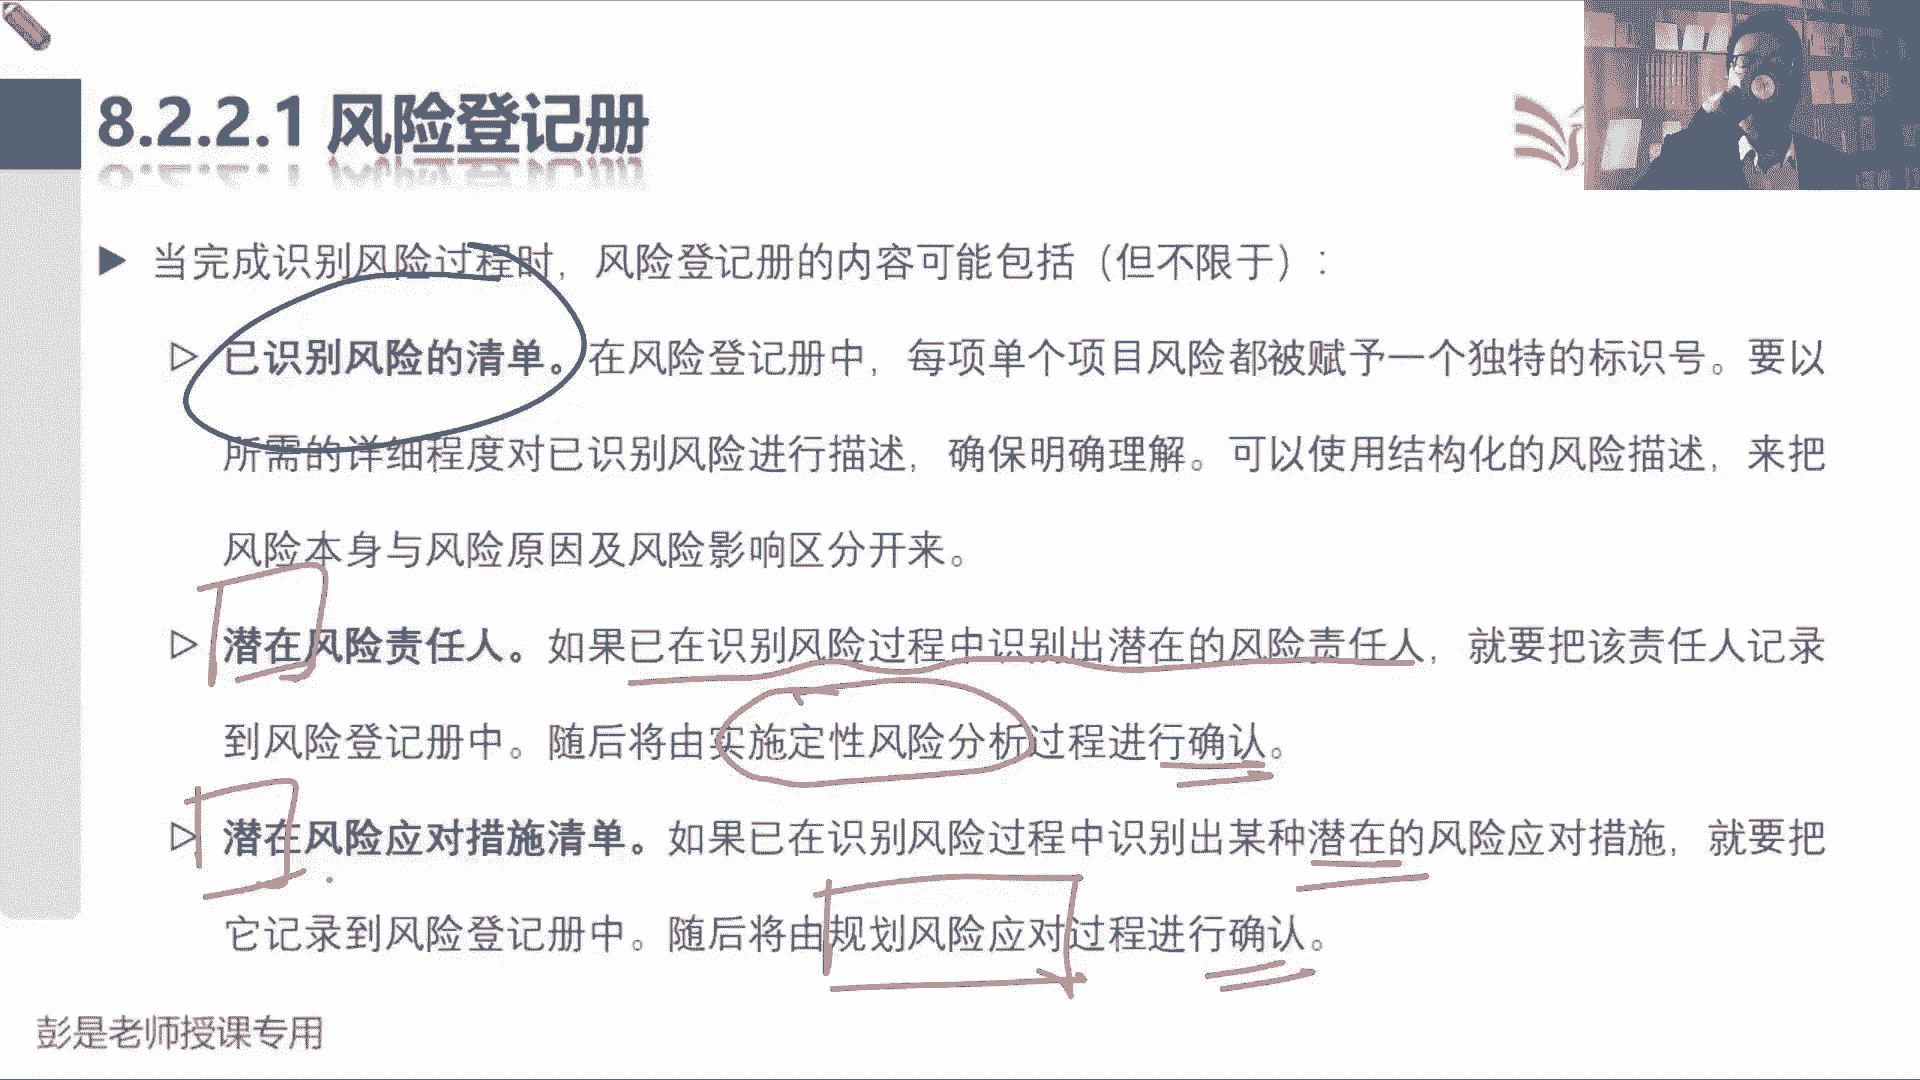 8.2.2.1 风险登记册
当完成识别风险过程时，风险登记册的内容可能包括（但不限于）：
已识别风险的清单。在风险登记册中，每项单个项目风险都被赋予一个独特的标识号。要以
所需的详细程度对已识别风险进行描述，确保明确理解。可以使用结构化的风险描述，来把
风险本身与风险原因及风险影响区分开来。
潜在风险责任人。如果已在识别风险过程中识别出潜在的风险责任人，就要把该责任人记录
到风险登记册中。随后将由实施定性风险分析过程进行确认。
潜在风险应对措施清单。如果已在识别风险过程中识别出某种潜在的风险应对措施，就要把
它记录到风险登记册中。随后将由规划风险应对过程进行确认。
彭是老师授课专用